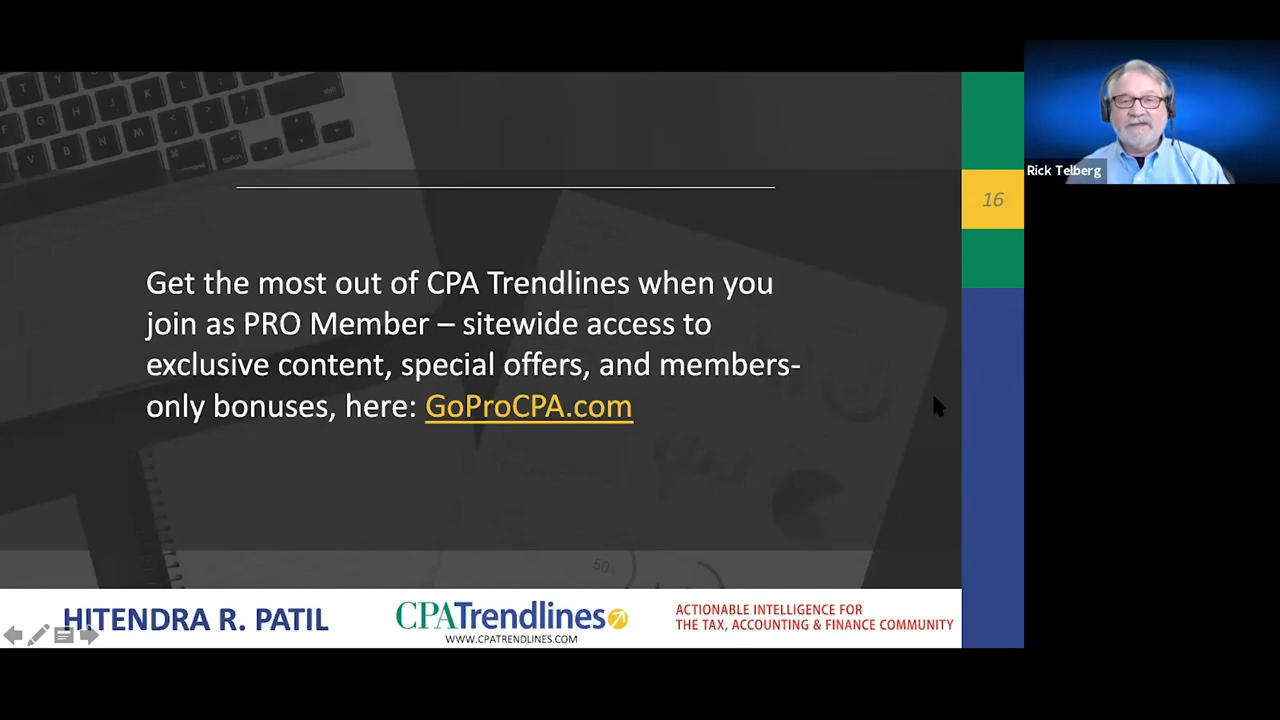 Rick Telberg
16
Get the most out of CPA Trendlines when you
join as PRO Member – sitewide access to
exclusive content, special offers, and members-
only bonuses, here: GoProCPA.com
HITENDRA R. PATIL
CPATrendlines
WWW.CPATRENDLINES.COM
ACTIONABLE INTELLIGENCE FOR
THE TAX, ACCOUNTING & FINANCE COMMUNITY
50
T Y
H J K L
F G
V B N M
option